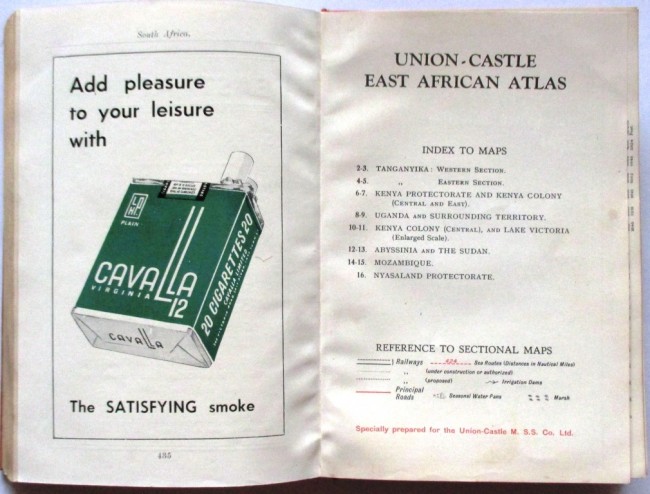 South Africa.
Add pleasure
to your leisure
with
PLAIN
CAVALLA
VIRGINIA 12
20 CIGARETTES 20
CAVALLA LIMITED
CAVALLA
The SATISFYING smoke
435
UNION-CASTLE
EAST AFRICAN ATLAS
INDEX TO MAPS
2-3. TANGANYIKA: WESTERN SECTION.
4-5. „ EASTERN SECTION.
6-7. KENYA PROTECTORATE AND KENYA COLONY
(CENTRAL AND EAST).
8-9. UGANDA AND SURROUNDING TERRITORY.
10-11. KENYA COLONY (CENTRAL), AND LAKE VICTORIA
(Enlarged Scale).
12-13. ABYSSINIA AND THE SUDAN.
14-15. MOZAMBIQUE.
16. NYASALAND PROTECTORATE.
REFERENCE TO SECTIONAL MAPS
Railways Sea Routes (Distances in Nautical Miles)
„ (under construction or authorized)
„ (proposed) Irrigation Dams
Principal Roads Seasonal Water Pans Marsh
Specially prepared for the Union-Castle M. S.S. Co. Ltd.